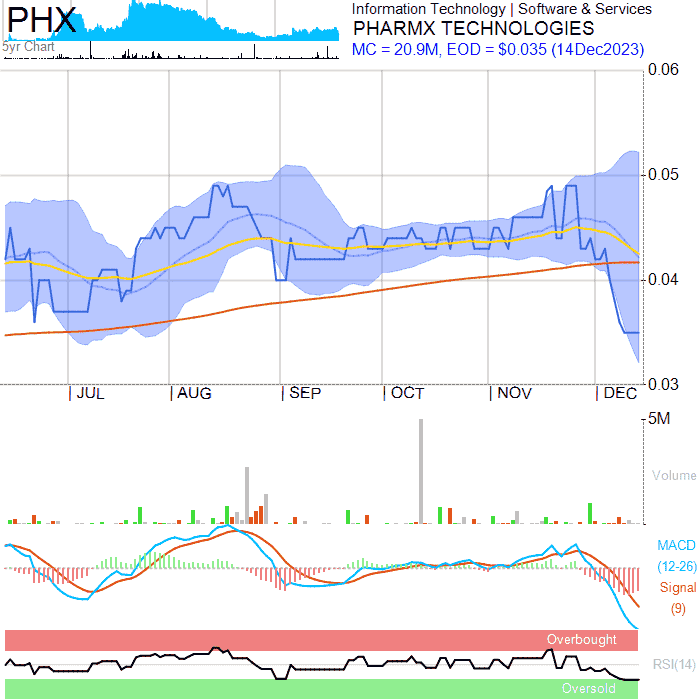 PHX
5yr Chart
Information Technology | Software & Services
PHARMX TECHNOLOGIES
MC = 20.9M, EOD = $0.035 (14Dec2023)
0.06
0.05
0.04
0.03
JUL AUG SEP OCT NOV DEC
5M
Volume
MACD
(12-26)
Signal
(9)
Overbought
RSI(14)
Oversold